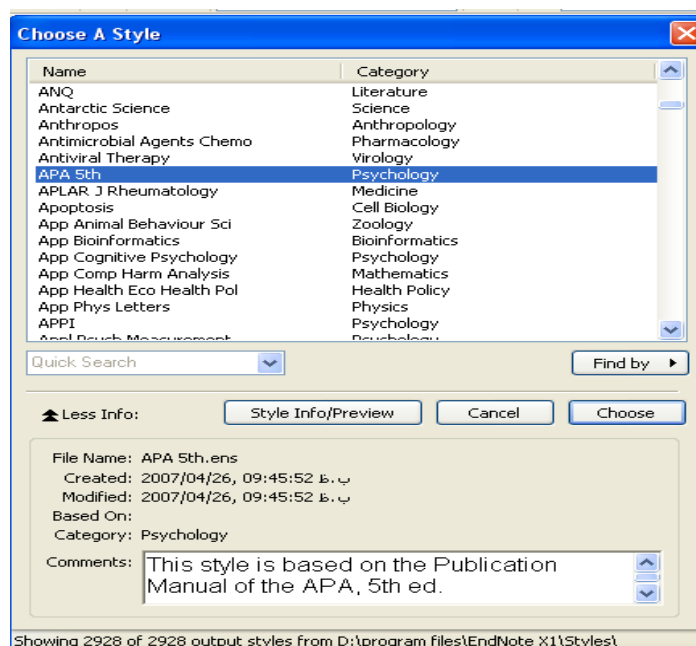 Choose A Style
Name Category
ANQ Literature
Antarctic Science Science
Anthropos Anthropology
Antimicrobial Agents Chemo Pharmacology
Antiviral Therapy Virology
APA 5th Psychology
APLAR J Rheumatology Medicine
Apoptosis Cell Biology
App Animal Behaviour Sci Zoology
App Bioinformatics Bioinformatics
App Cognitive Psychology Psychology
App Comp Harm Analysis Mathematics
App Health Eco Health Pol Health Policy
App Phys Letters Physics
APPI Psychology
Appl Psych Measurement Psychology
Quick Search Find by
Less Info: Style Info/Preview Cancel Choose
File Name: APA 5th.ens
Created: 2007/04/26, 09:45:52 ب.ظ
Modified: 2007/04/26, 09:45:52 ب.ظ
Based On:
Category: Psychology
Comments: This style is based on the Publication
Manual of the APA, 5th ed.
Showing 2928 of 2928 output styles from D:\program files\EndNote X1\Styles\